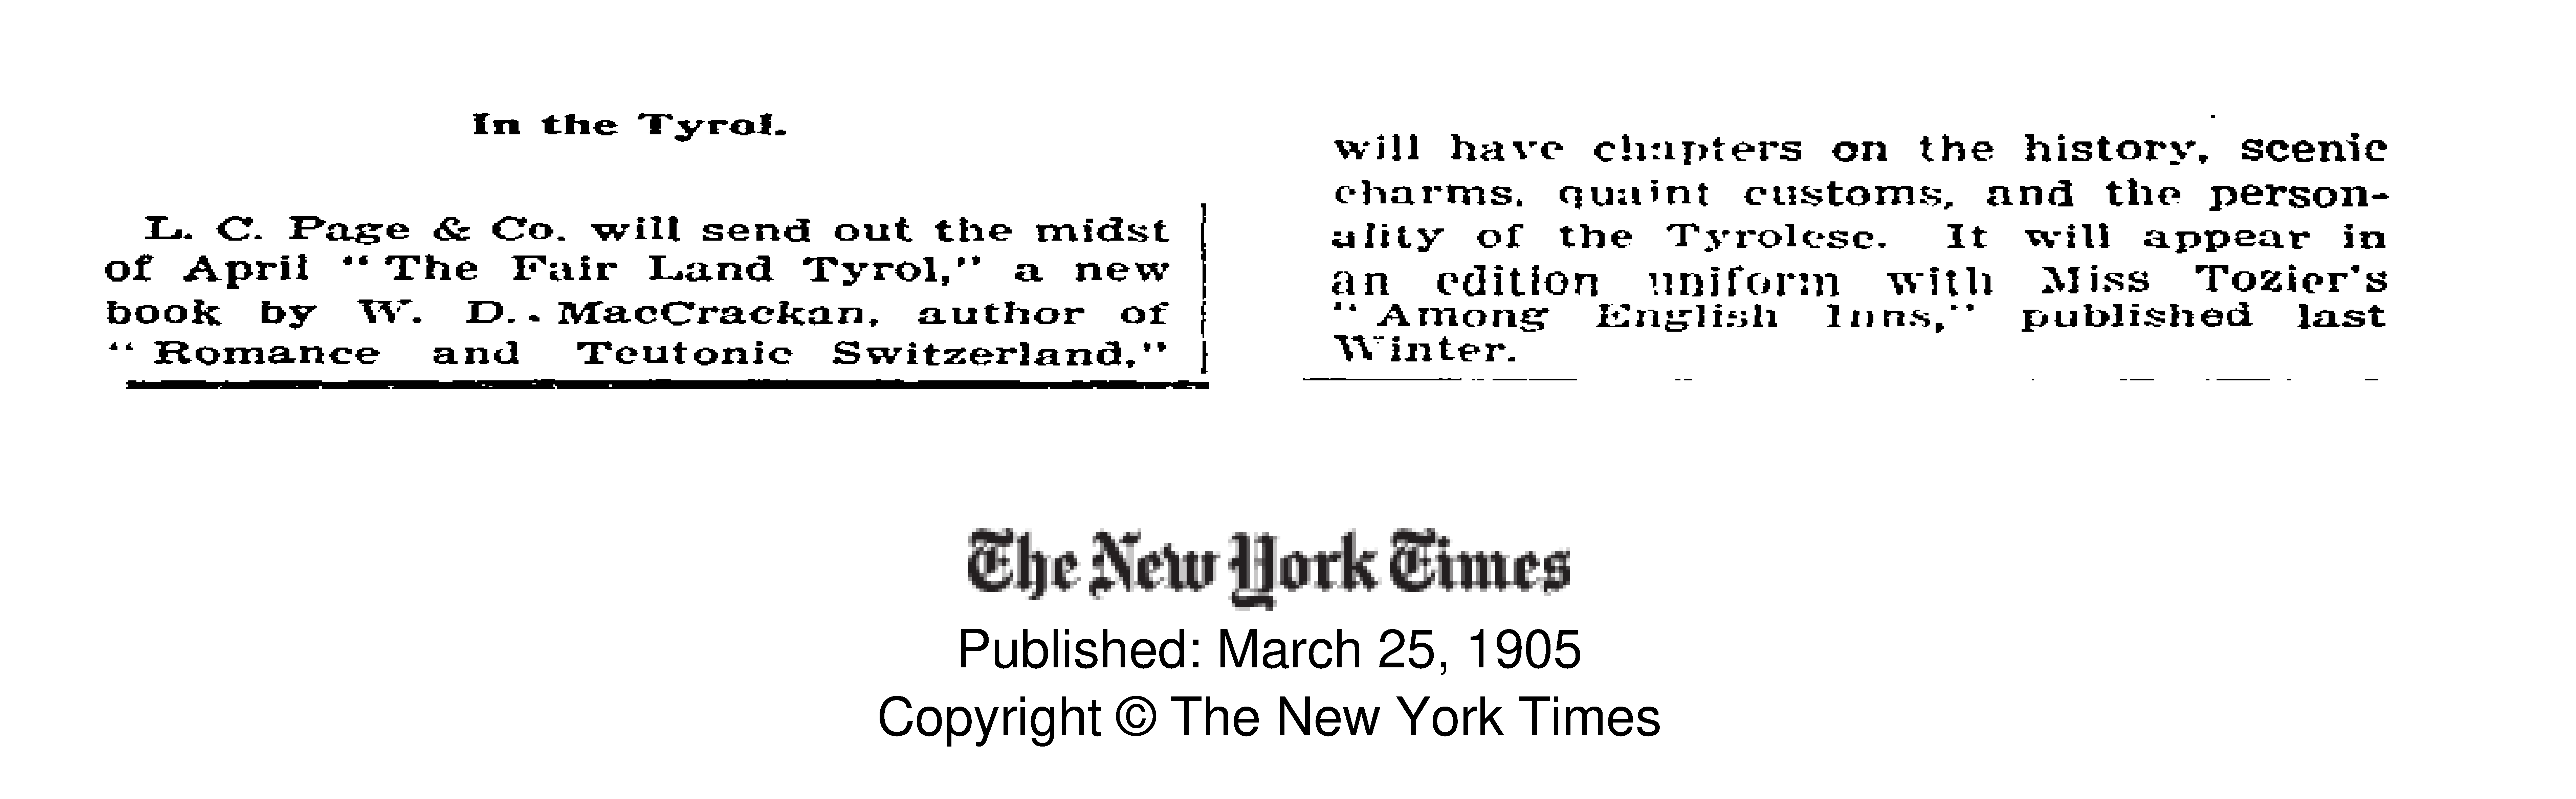 In the Tyrol.
L. C. Page & Co. will send out the midst
of April "The Fair Land Tyrol," a new
book by W. D. MacCrackan, author of
"Romance and Teutonic Switzerland,"
will have chapters on the history, scenic
charms, quaint customs, and the person-
ality of the Tyrolese. It will appear in
an edition uniform with Miss Tozier's
"Among English Inns," published last
Winter.
The New York Times
Published: March 25, 1905
Copyright © The New York Times